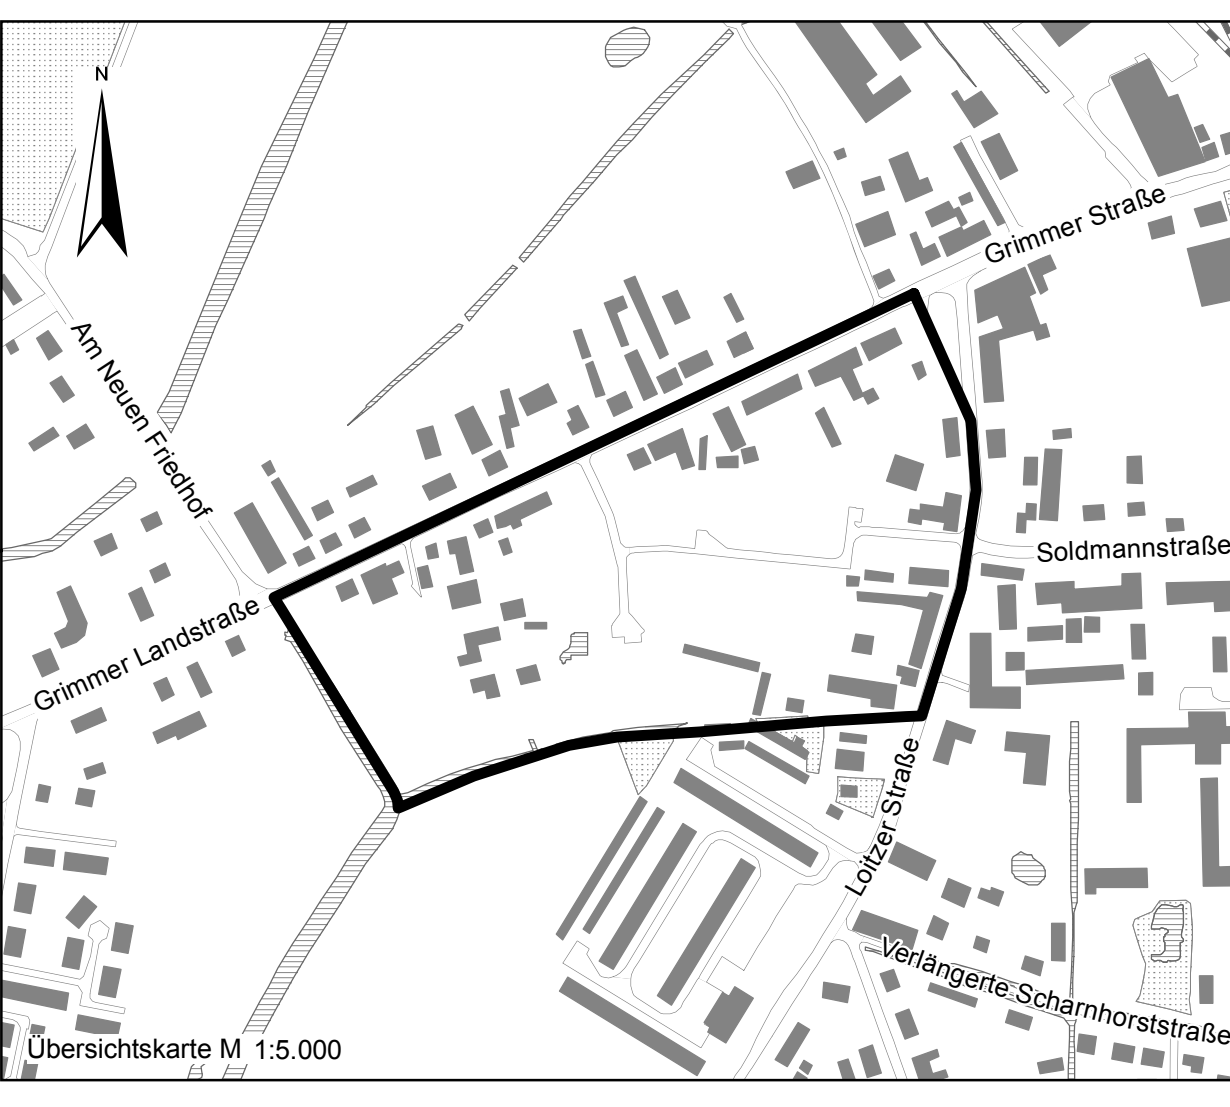 N
Grimmer Straße
Am Neuen Friedhof
Soldmannstraße
Grimmer Landstraße
Loitzer Straße
Verlängerte Scharnhorststraße
Übersichtskarte M 1:5.000